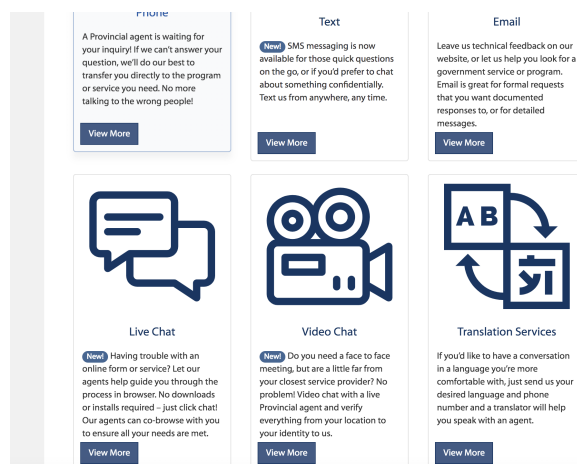 Phone
A Provincial agent is waiting for
your inquiry! If we can't answer your
question, we'll do our best to
transfer you directly to the program
or service you need. No more
talking to the wrong people!
View More
Text
New! SMS messaging is now
available for those quick questions
on the go, or if you'd prefer to chat
about something confidentially.
Text us from anywhere, any time.
View More
Email
Leave us technical feedback on our
website, or let us help you look for a
government service or program.
Email is great for formal requests
that you want documented
responses to, or for detailed
messages.
View More
Live Chat
New! Having trouble with an
online form or service? Let our
agents help guide you through the
process in browser. No downloads
or installs required – just click chat!
Our agents can co-browse with you
to ensure all your needs are met.
View More
Video Chat
New! Do you need a face to face
meeting, but are a little far from
your closest service provider? No
problem! Video chat with a live
Provincial agent and verify
everything from your location to
your identity to us.
View More
A B
Translation Services
If you'd like to have a conversation
in a language you're more
comfortable with, just send us your
desired language and phone
number and a translator will help
you speak with an agent.
View More